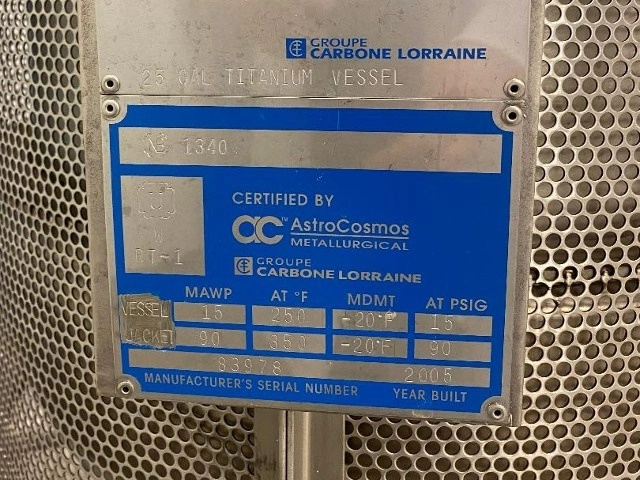 GROUPE
CARBONE LORRAINE
25 GAL TITANIUM VESSEL
NB 1340
U
W
RT-1
CERTIFIED BY
AC™ AstroCosmos
METALLURGICAL
GROUPE
CARBONE LORRAINE
MAWP AT °F MDMT AT PSIG
VESSEL 15 250 -20°F 15
JACKET 90 350 -20°F 90
83978 2005
MANUFACTURER'S SERIAL NUMBER YEAR BUILT